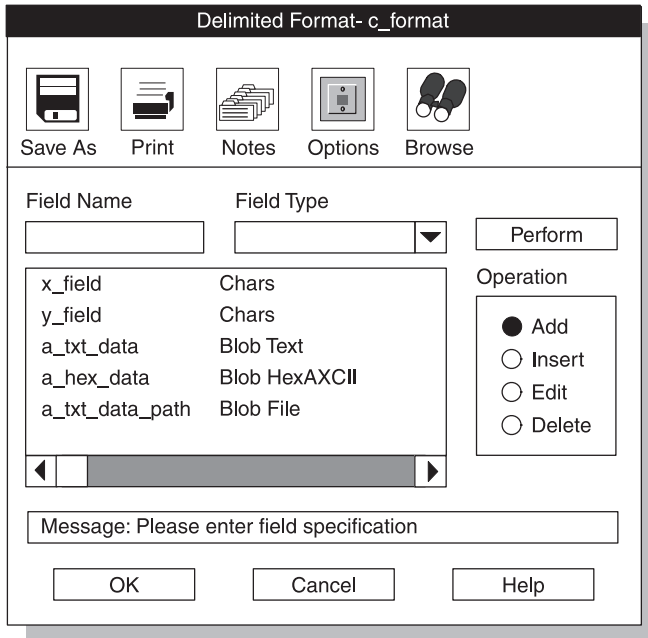 Delimited Format- c_format
Save As Print Notes Options Browse
Field Name Field Type
Perform
x_field Chars
y_field Chars
a_txt_data Blob Text
a_hex_data Blob HexAXCII
a_txt_data_path Blob File
Operation
Add
Insert
Edit
Delete
Message: Please enter field specification
OK Cancel Help